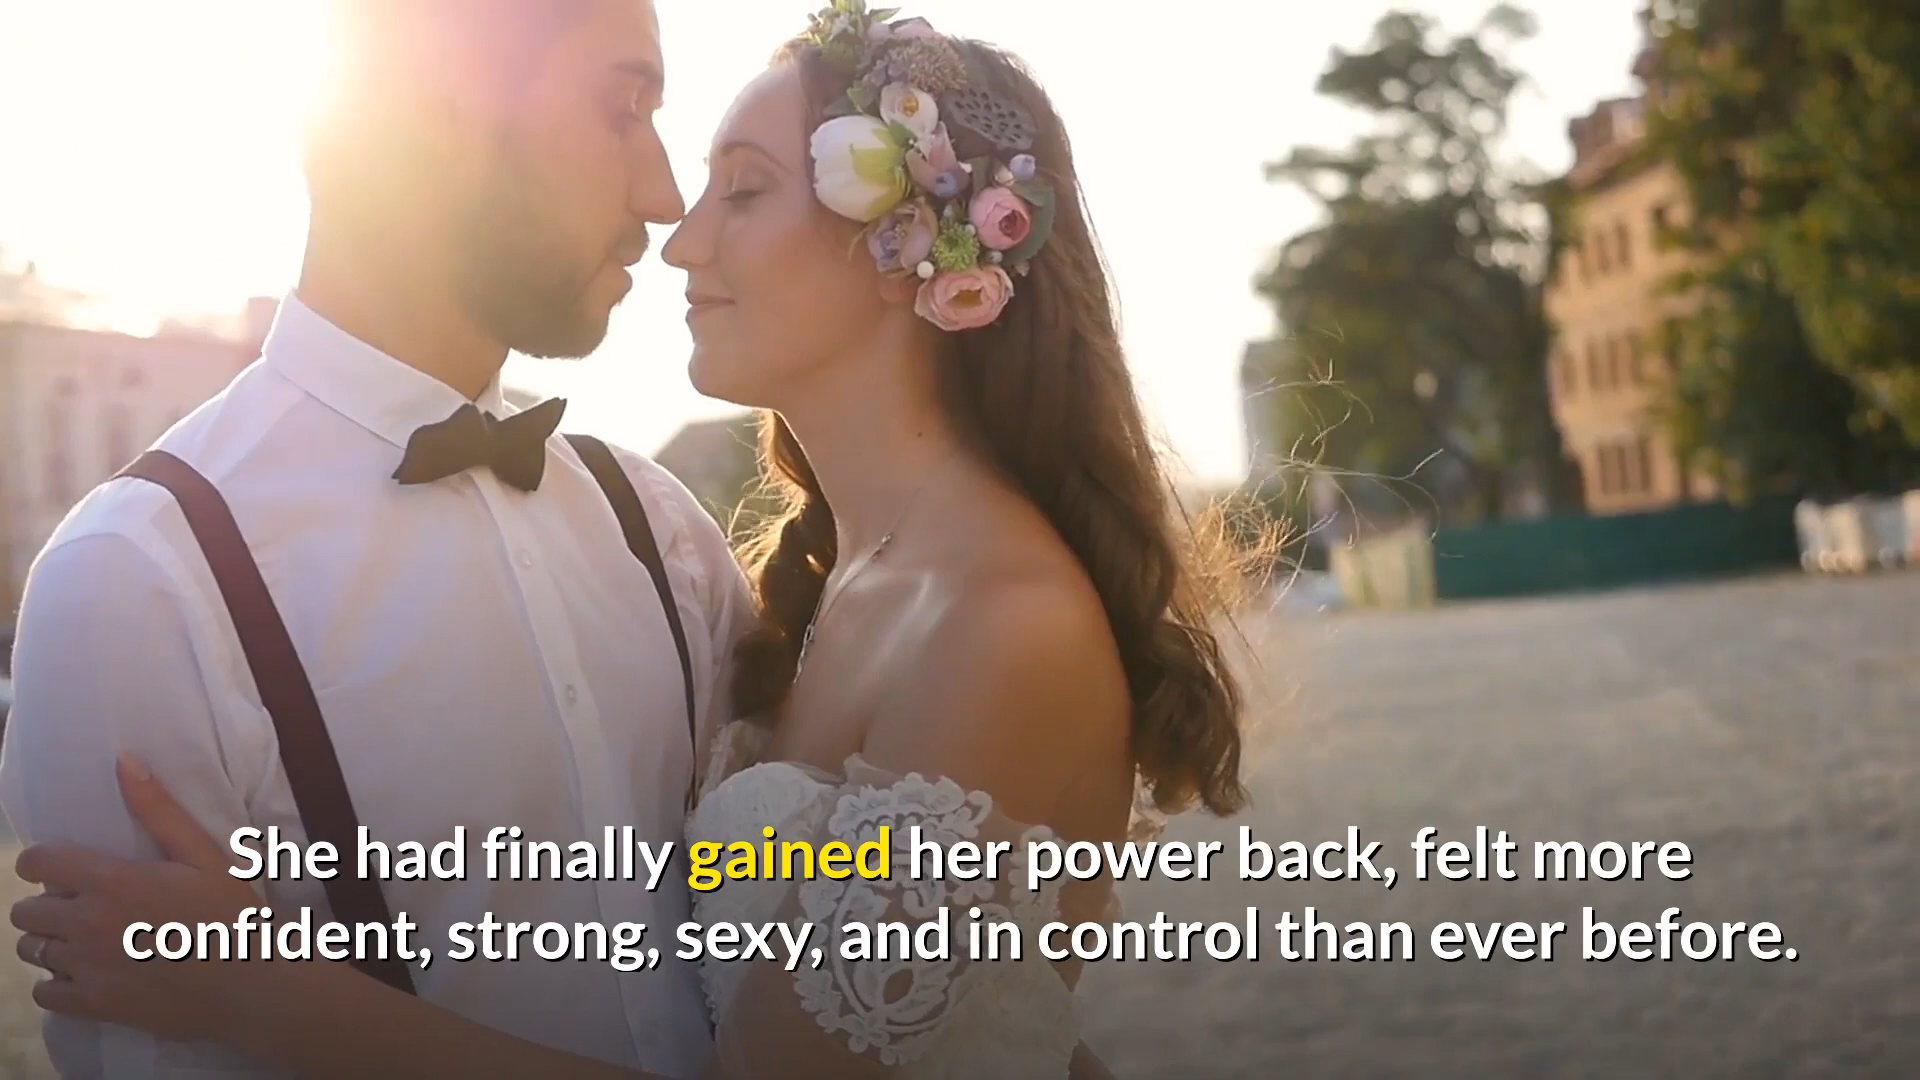 She had finally gained her power back, felt more
confident, strong, sexy, and in control than ever before.